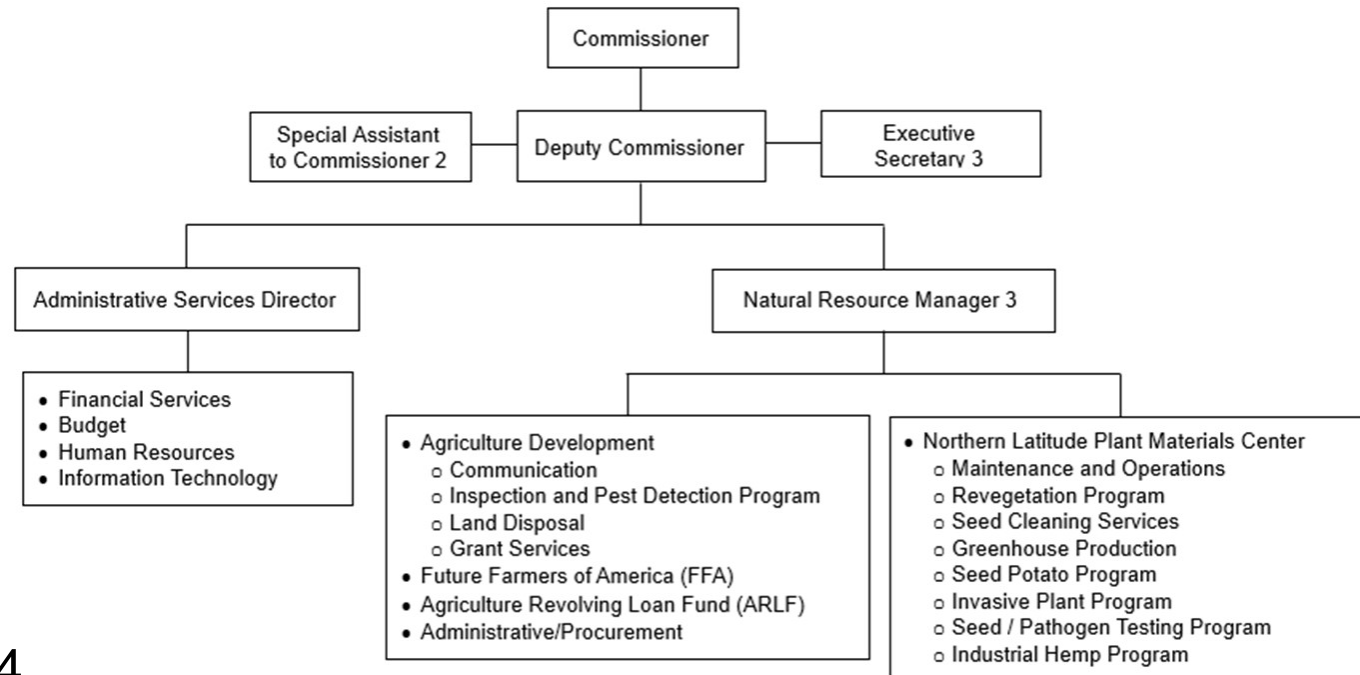 Commissioner
Special Assistant
to Commissioner 2
Deputy Commissioner
Executive
Secretary 3
Administrative Services Director
Natural Resource Manager 3
• Financial Services
• Budget
• Human Resources
• Information Technology
• Agriculture Development
o Communication
o Inspection and Pest Detection Program
o Land Disposal
o Grant Services
• Future Farmers of America (FFA)
• Agriculture Revolving Loan Fund (ARLF)
• Administrative/Procurement
• Northern Latitude Plant Materials Center
o Maintenance and Operations
o Revegetation Program
o Seed Cleaning Services
o Greenhouse Production
o Seed Potato Program
o Invasive Plant Program
o Seed / Pathogen Testing Program
o Industrial Hemp Program
4